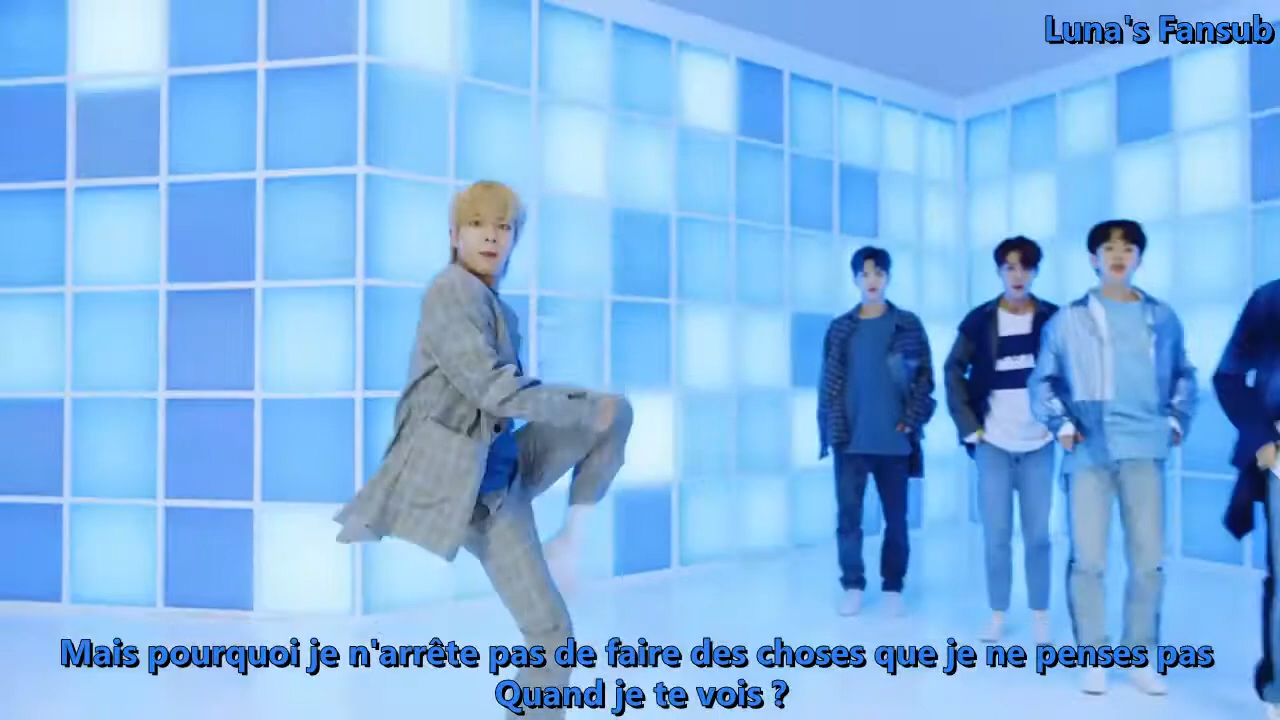 Luna's Fansub
Mais pourquoi je n'arrête pas de faire des choses que je ne penses pas
Quand je te vois ?